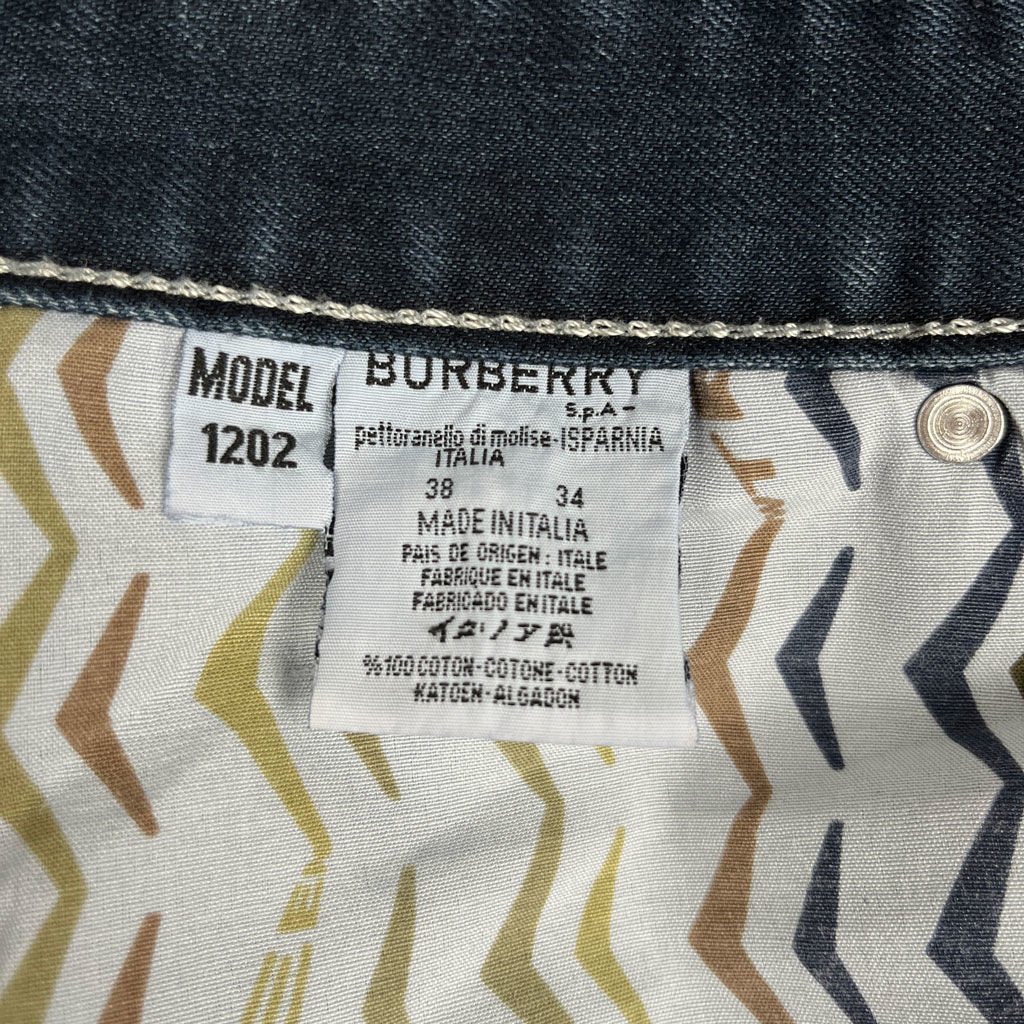 MODEL
1202
BURBERRY
S.p.A-
pettoranello di molise-ISPARNIA
ITALIA
38 34
MADE IN ITALIA
PAIS DE ORIGEN: ITALE
FABRIQUE EN ITALE
FABRICADO EN ITALE
%100 COTON-COTONE-COTTON
KATOEN-ALGADON